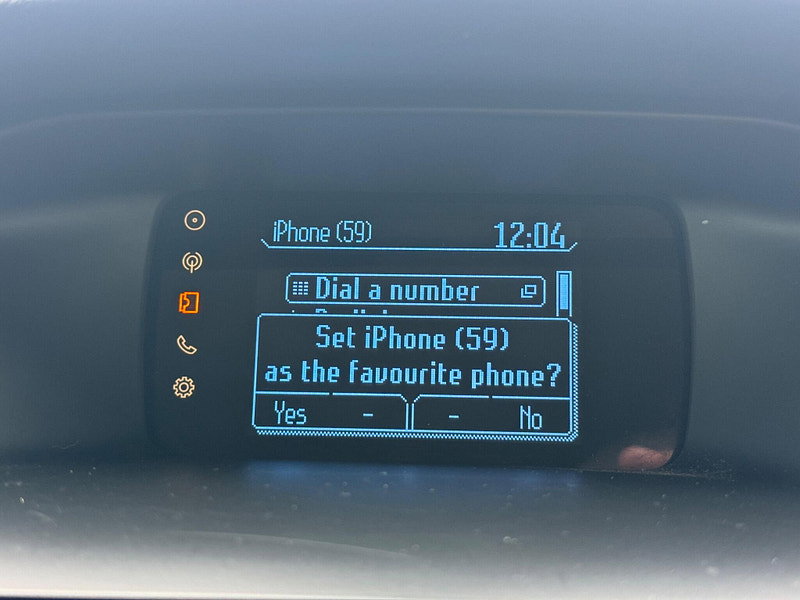 iPhone (59) 12:04
Dial a number
Set iPhone (59)
as the favourite phone?
Yes - - No